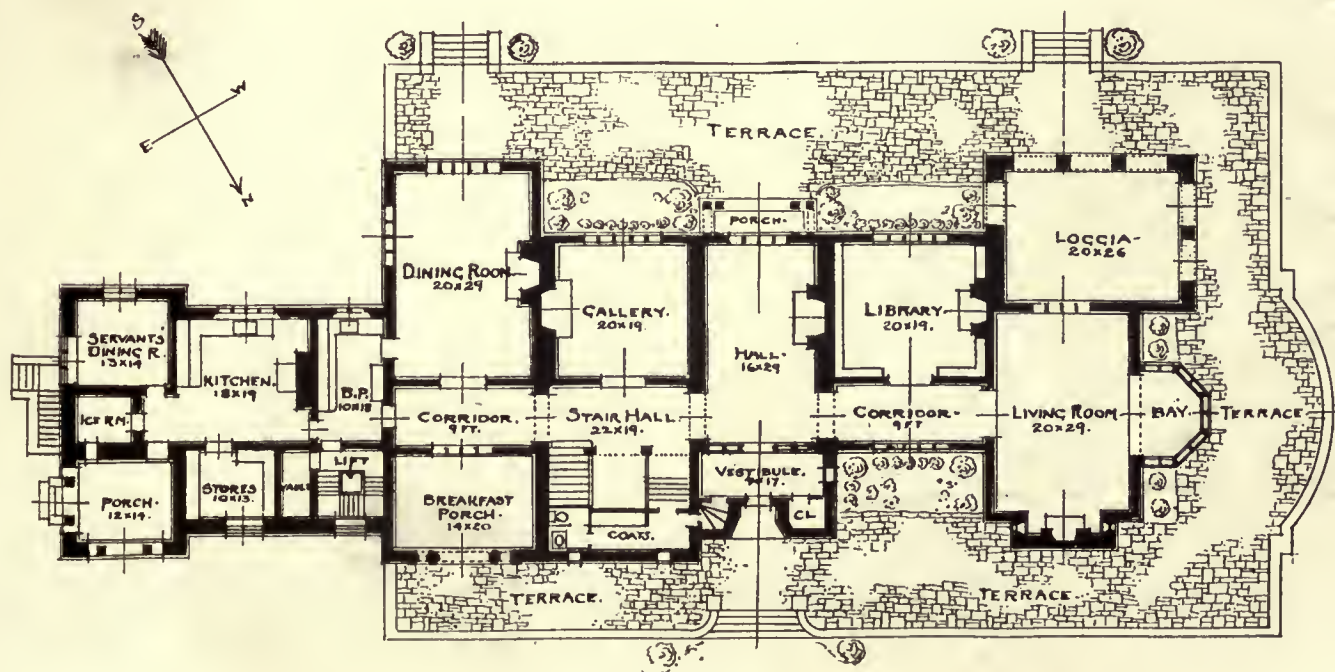 S
W
E
N
TERRACE.
PORCH.
LOGGIA-
20x26
DINING ROOM
20x29
GALLERY.
20x19.
LIBRARY.
20x19.
HALL.
16x29
SERVANTS'
DINING R.
13x14
KITCHEN.
18x19
B.P.
10x18
ICE RM.
CORRIDOR.
9 FT.
STAIR HALL
22x19.
CORRIDOR-
9 FT
LIVING ROOM
20x29.
BAY.
TERRACE
LIFT
STORES
10x13.
PORCH.
12x14.
BREAKFAST
PORCH.
14x20
VESTIBULE.
CL.
COATS.
TERRACE.
TERRACE.